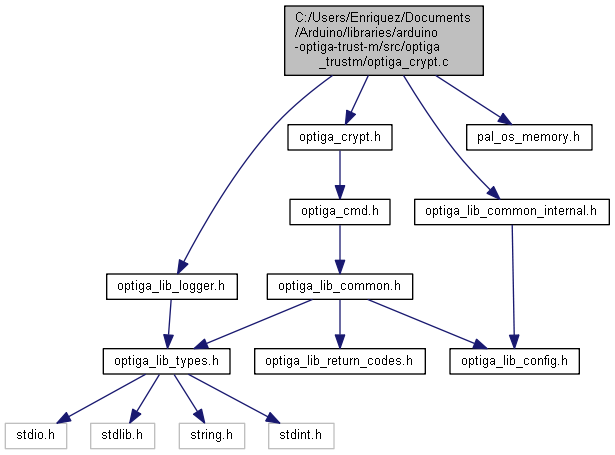 C:/Users/Enriquez/Documents
/Arduino/libraries/arduino
-optiga-trust-m/src/optiga
_trustm/optiga_crypt.c
optiga_crypt.h
pal_os_memory.h
optiga_cmd.h
optiga_lib_common_internal.h
optiga_lib_logger.h
optiga_lib_common.h
optiga_lib_types.h
optiga_lib_return_codes.h
optiga_lib_config.h
stdio.h
stdlib.h
string.h
stdint.h